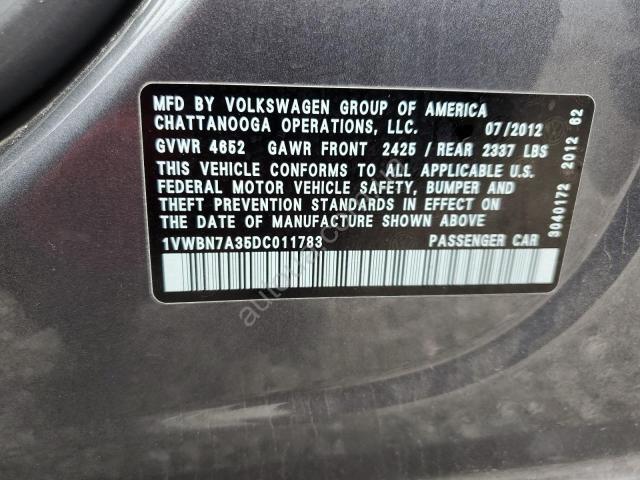 MFD BY VOLKSWAGEN GROUP OF AMERICA
CHATTANOOGA OPERATIONS, LLC. 07/2012
GVWR 4652 GAWR FRONT 2425 / REAR 2337 LBS
THIS VEHICLE CONFORMS TO ALL APPLICABLE U.S.
FEDERAL MOTOR VEHICLE SAFETY, BUMPER AND
THEFT PREVENTION STANDARDS IN EFFECT ON
THE DATE OF MANUFACTURE SHOWN ABOVE
1VWBN7A35DC011783 PASSENGER CAR
3040172 2012 62